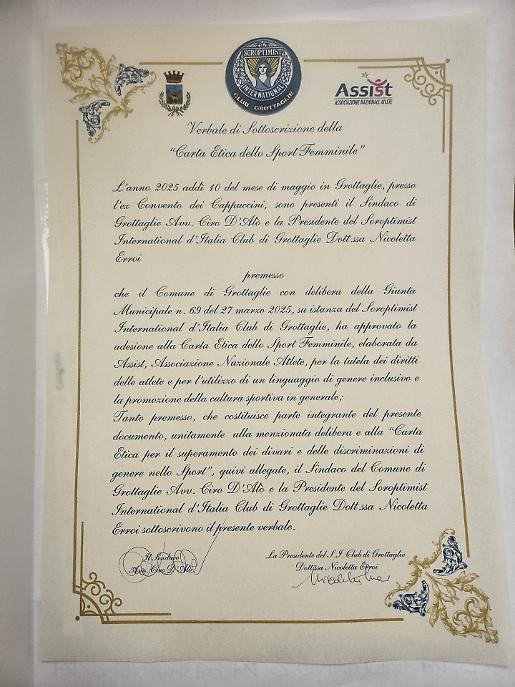 SOROPTIMIST
INTERNATIONAL
CLUB GROTTAGLIE
Assist
ASSOCIAZIONE NAZIONALE ATLETE
Verbale di Sottoscrizione della
"Carta Etica dello Sport Femminile"
L'anno 2025 addì 10 del mese di maggio in Grottaglie, presso
l'ex Convento dei Cappuccini, sono presenti il Sindaco di
Grottaglie Avv. Ciro D'Alò e la Presidente del Soroptimist
International d'Italia Club di Grottaglie Dott.ssa Nicoletta
Erroi
premesso
che il Comune di Grottaglie con delibera della Giunta
Municipale n. 69 del 27 marzo 2025, su istanza del Soroptimist
International d'Italia Club di Grottaglie, ha approvato la
adesione alla Carta Etica dello Sport Femminile, elaborata da
Assist, Associazione Nazionale Atlete, per la tutela dei diritti
delle atlete e per l'utilizzo di un linguaggio di genere inclusivo e
la promozione della cultura sportiva in generale;
Tanto premesso, che costituisce parte integrante del presente
documento, unitamente alla menzionata delibera e alla "Carta
Etica per il superamento dei divari e delle discriminazioni di
genere nello Sport", quivi allegate, il Sindaco del Comune di
Grottaglie Avv. Ciro D'Alò e la Presidente del Soroptimist
International d'Italia Club di Grottaglie Dott.ssa Nicoletta
Erroi sottoscrivono il presente verbale.
Il Sindaco
Avv. Ciro D'Alò
La Presidente del S.I. Club di Grottaglie
Dott.ssa Nicoletta Erroi